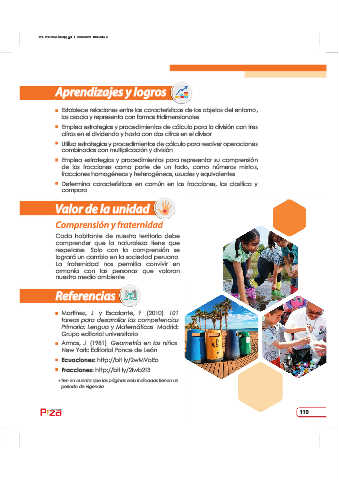 Aprendizajes y logros
Establece relaciones entre las características de los objetos del entorno,
los asocia y representa con formas tridimensionales
Emplea estrategias y procedimientos de cálculo para la división con tres
cifras en el dividendo y hasta con dos cifras en el divisor
Utiliza estrategias y procedimientos de cálculo para resolver operaciones
combinadas con multiplicación y división
Emplea estrategias y procedimientos para representar su comprensión
de las fracciones como parte de un todo, como números mixtos,
fracciones homogéneas y heterogéneas, usuales y equivalentes
Determina características en común en las fracciones, las clasifica y
compara
Valor de la unidad
Comprensión y fraternidad
Cada habitante de nuestro territorio debe
comprender que la naturaleza tiene que
respetarse. Solo con la comprensión se
logrará un cambio en la sociedad peruana.
La fraternidad nos permitirá convivir en
armonía con las personas que valoran
nuestro medio ambiente
Referencias
Martínez, J. y Escalante, F. (2010). 101
tareas para desarrollar las competencias
Primaria: Lengua y Matemáticas. Madrid:
Grupo editorial universitario
Armas, J. (1981). Geometría en los niños.
New York: Editorial Ponce de León
Ecuaciones: http://bit.ly/2wMVoEo
Fracciones: http://bit.ly/2lwb213
periodo de vigencia
110